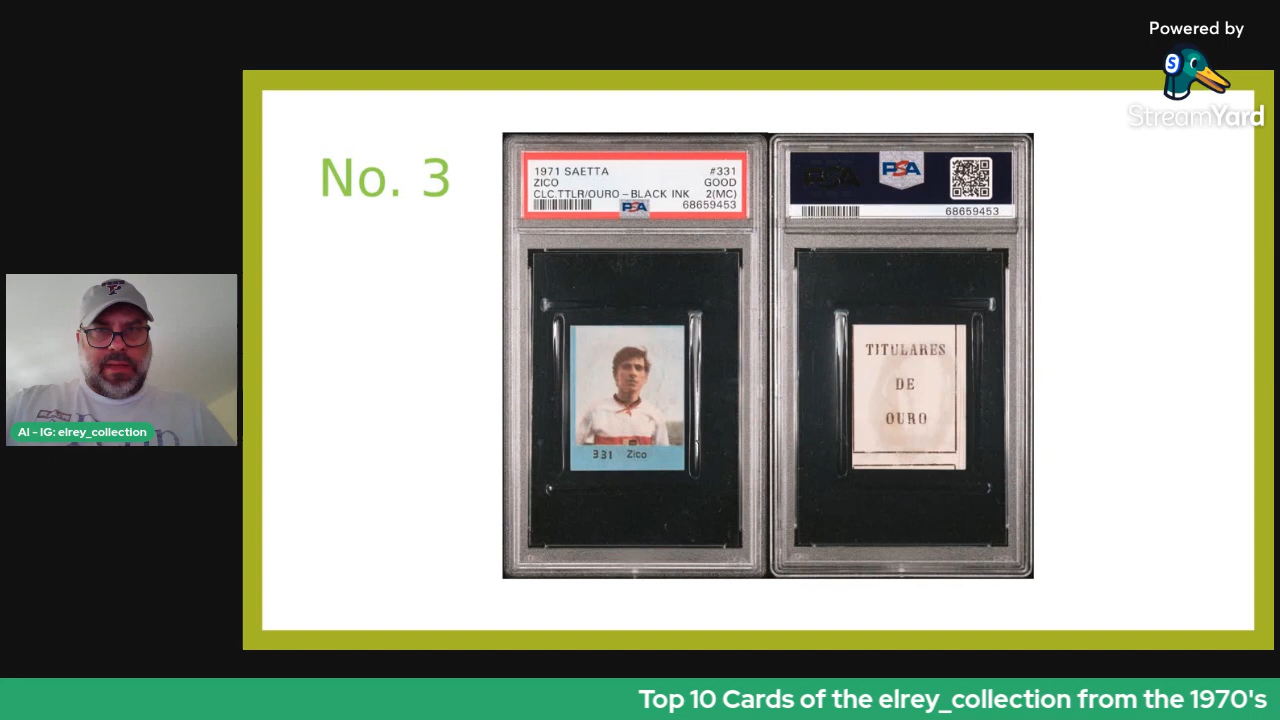 Powered by
S
StreamYard
No. 3
1971 SAETTA #331
ZICO GOOD
CLC.TTLR/OURO – BLACK INK 2(MC)
PSA 68659453
PSA
68659453
331 Zico
TITULARES
DE
OURO
AI - IG: elrey_collection
Top 10 Cards of the elrey_collection from the 1970's